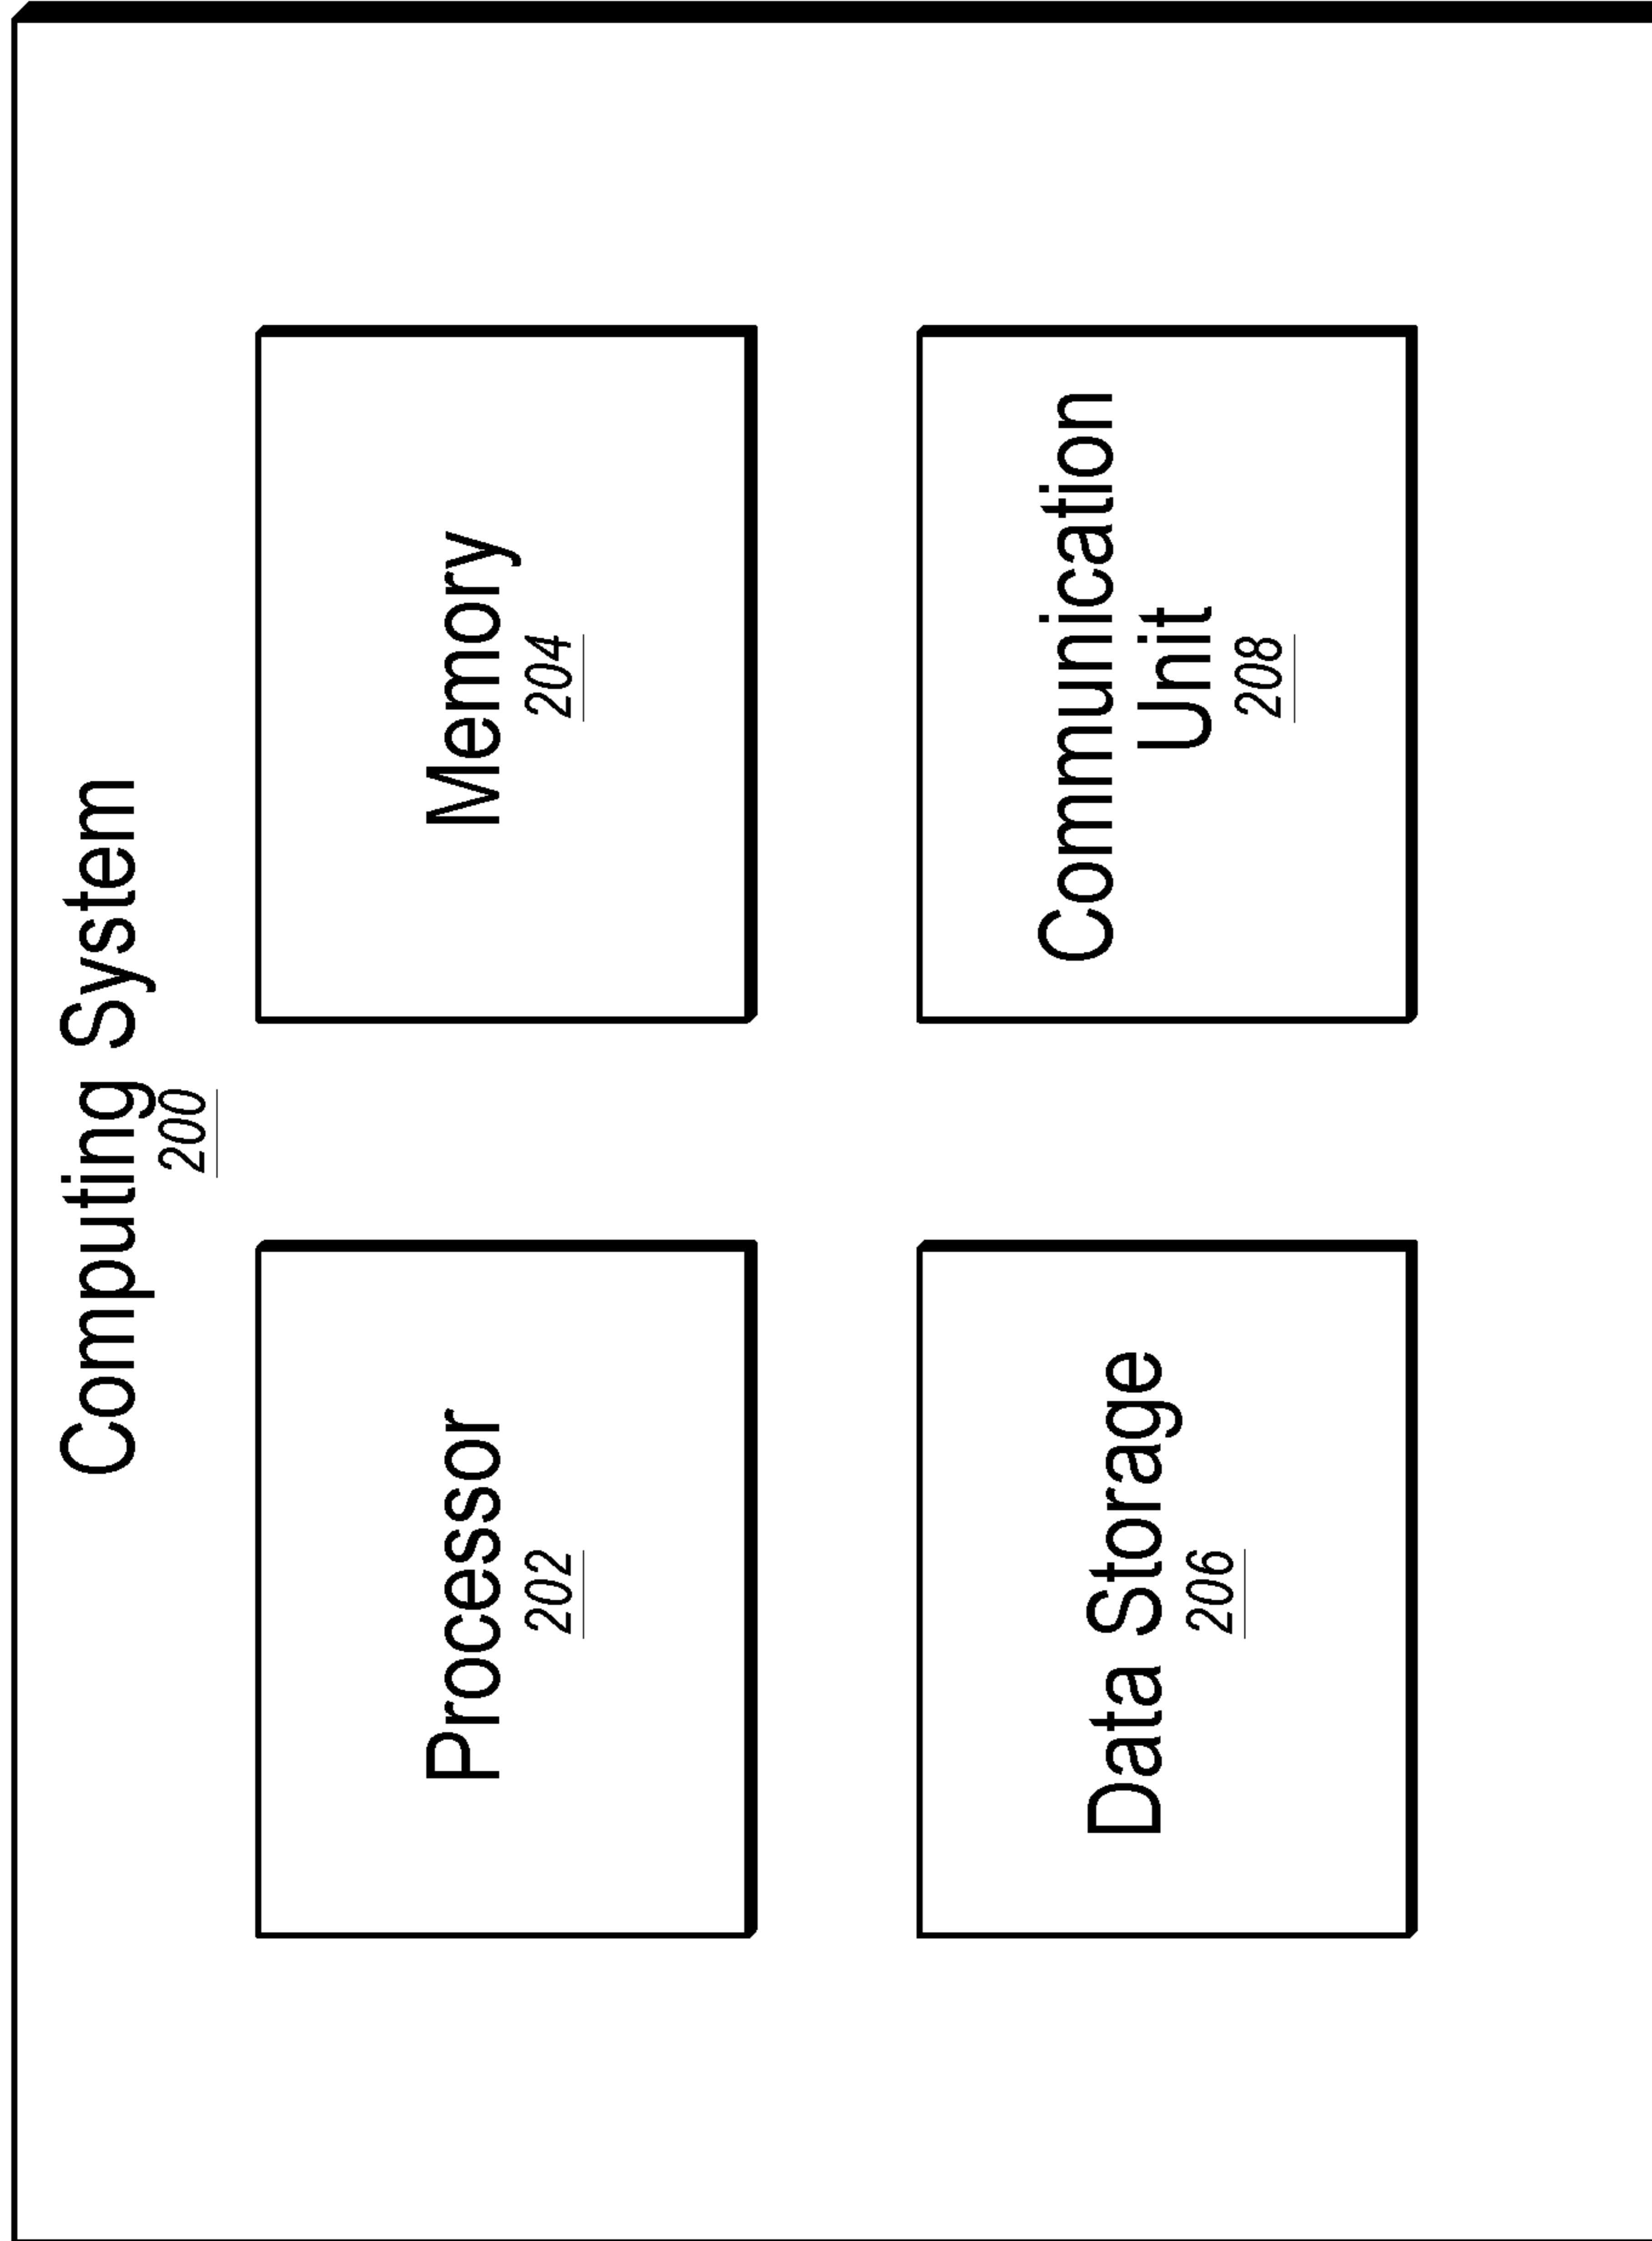 Computing System
200
Processor
202
Memory
204
Data Storage
206
Communication
Unit
208